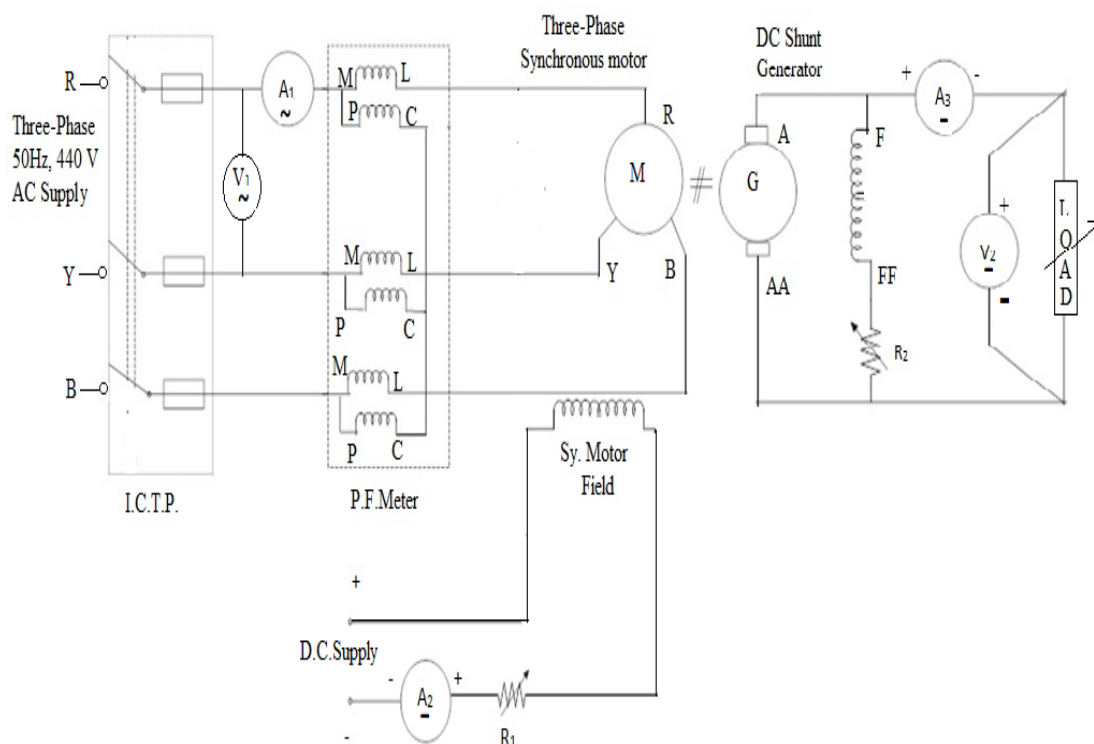 Three-Phase
Synchronous motor
DC Shunt
Generator
R
Three-Phase
50Hz, 440 V
AC Supply
Y
B
I.C.T.P.
A1
~
V1
~
M
L
P
C
M
L
P
C
M
L
P
C
P.F.Meter
R
M
Y
B
Sy. Motor
Field
A
G
AA
F
FF
R2
+
A3
-
-
+
V2
-
-
LOAD
+
D.C.Supply
-
-
A2
-
+
R1